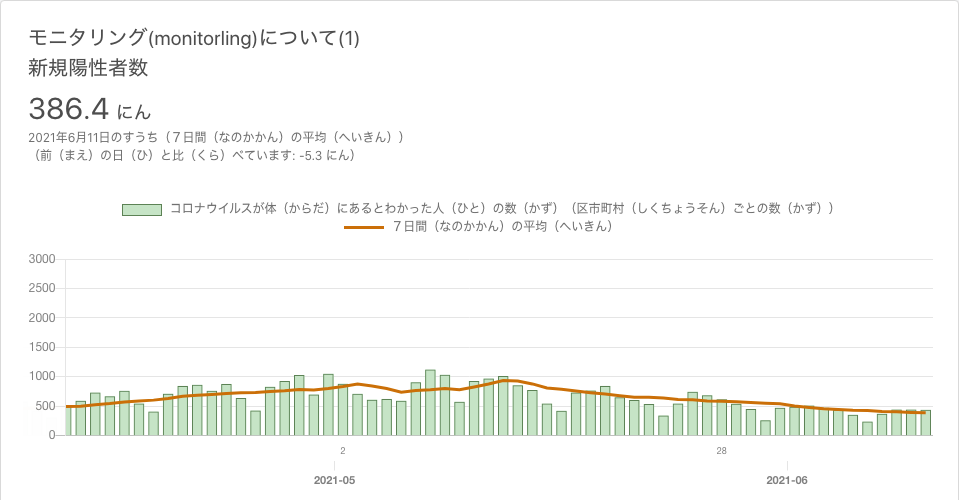 モニタリング(monitorling)について(1)
新規陽性者数
386.4 にん
2021年6月11日のすうち（７日間（なのかかん）の平均（へいきん））
（前（まえ）の日（ひ）と比（くら）べています: -5.3 にん）
コロナウイルスが体（からだ）にあるとわかった人（ひと）の数（かず）（区市町村（しくちょうそん）ごとの数（かず））
７日間（なのかかん）の平均（へいきん）
3000
2500
2000
1500
1000
500
0
2 28
2021-05 2021-06